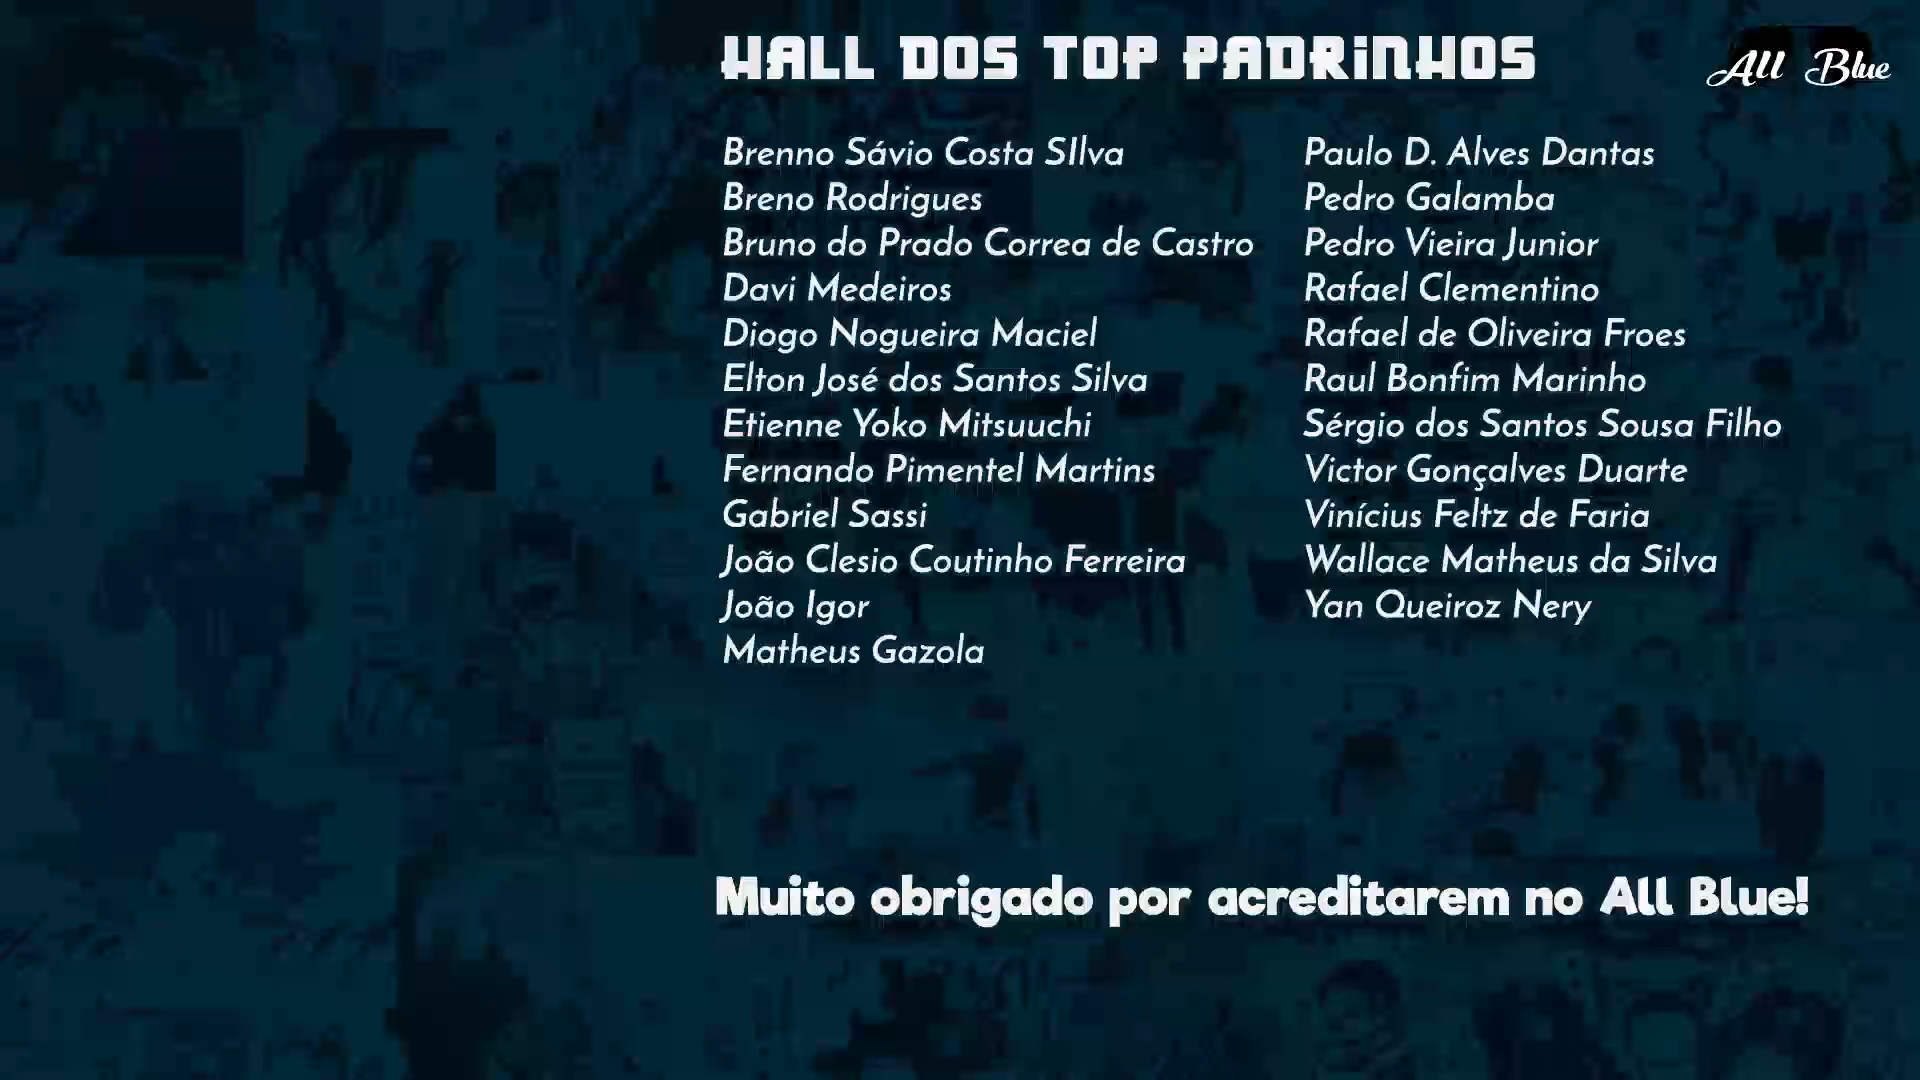 HALL DOS TOP PADRiNHOS
All Blue
Brenno Sávio Costa SIlva
Breno Rodrigues
Bruno do Prado Correa de Castro
Davi Medeiros
Diogo Nogueira Maciel
Elton José dos Santos Silva
Etienne Yoko Mitsuuchi
Fernando Pimentel Martins
Gabriel Sassi
João Clesio Coutinho Ferreira
João Igor
Matheus Gazola
Paulo D. Alves Dantas
Pedro Galamba
Pedro Vieira Junior
Rafael Clementino
Rafael de Oliveira Froes
Raul Bonfim Marinho
Sérgio dos Santos Sousa Filho
Victor Gonçalves Duarte
Vinícius Feltz de Faria
Wallace Matheus da Silva
Yan Queiroz Nery
Muito obrigado por acreditarem no All Blue!